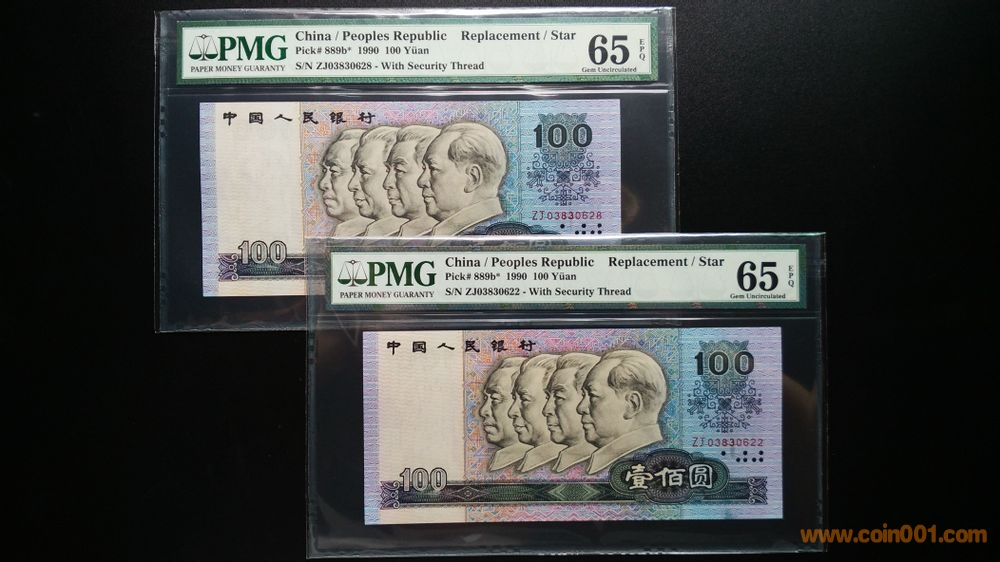 PMG
PAPER MONEY GUARANTY
China / Peoples Republic Replacement / Star
Pick# 889b* 1990 100 Yüan
S/N ZJ03830628 - With Security Thread
65 EPQ
Gem Uncirculated
中国人民银行
100
ZJ03830628
100
PMG
PAPER MONEY GUARANTY
China / Peoples Republic Replacement / Star
Pick# 889b* 1990 100 Yüan
S/N ZJ03830622 - With Security Thread
65 EPQ
Gem Uncirculated
中国人民银行
100
ZJ03830622
100
壹佰圆
www.coin001.com